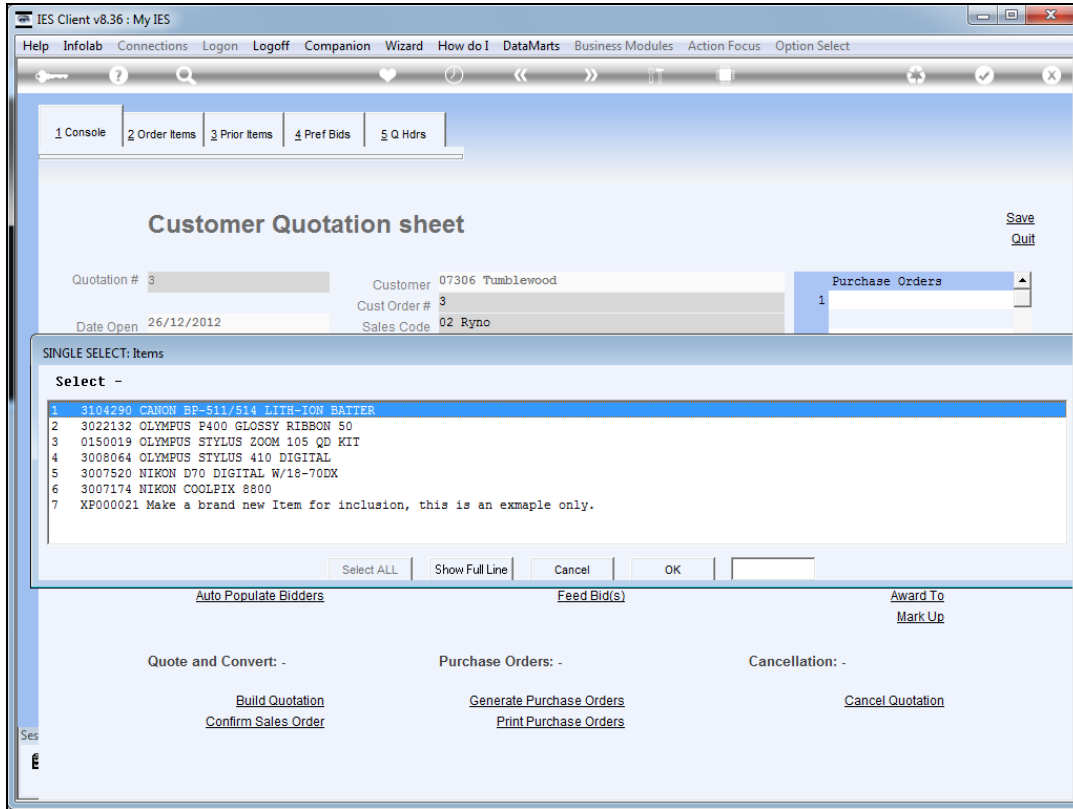 IES Client v8.36 : My IES
Help Infolab Connections Logon Logoff Companion Wizard How do I DataMarts Business Modules Action Focus Option Select
1 Console 2 Order Items 3 Prior Items 4 Pref Bids 5 Q Hdrs
Customer Quotation sheet
Save
Quit
Quotation # 3 Customer 07306 Tumblewood Purchase Orders
Cust Order # 3 1
Date Open 26/12/2012 Sales Code 02 Ryno
SINGLE SELECT: Items
Select -
1 3104290 CANON BP-511/514 LITH-ION BATTER
2 3022132 OLYMPUS P400 GLOSSY RIBBON 50
3 0150019 OLYMPUS STYLUS ZOOM 105 QD KIT
4 3008064 OLYMPUS STYLUS 410 DIGITAL
5 3007520 NIKON D70 DIGITAL W/18-70DX
6 3007174 NIKON COOLPIX 8800
7 XP000021 Make a brand new Item for inclusion, this is an exmaple only.
Select ALL Show Full Line Cancel OK
Auto Populate Bidders Feed Bid(s) Award To
Mark Up
Quote and Convert: - Purchase Orders: - Cancellation: -
Build Quotation Generate Purchase Orders Cancel Quotation
Confirm Sales Order Print Purchase Orders
Ses